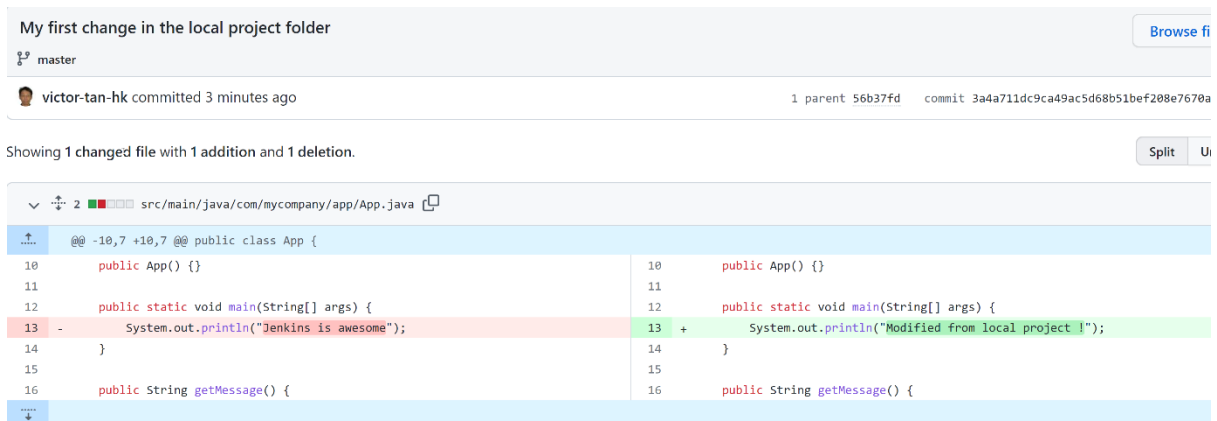 My first change in the local project folder
Browse fi
master
victor-tan-hk committed 3 minutes ago
1 parent 56b37fd commit 3a4a711dc9ca49ac5d68b51bef208e7670a
Showing 1 changed file with 1 addition and 1 deletion.
Split Un
2 src/main/java/com/mycompany/app/App.java
@@ -10,7 +10,7 @@ public class App {
10 public App() {} 10 public App() {}
11 11
12 public static void main(String[] args) { 12 public static void main(String[] args) {
13 - System.out.println("Jenkins is awesome"); 13 + System.out.println("Modified from local project !");
14 } 14 }
15 15
16 public String getMessage() { 16 public String getMessage() {